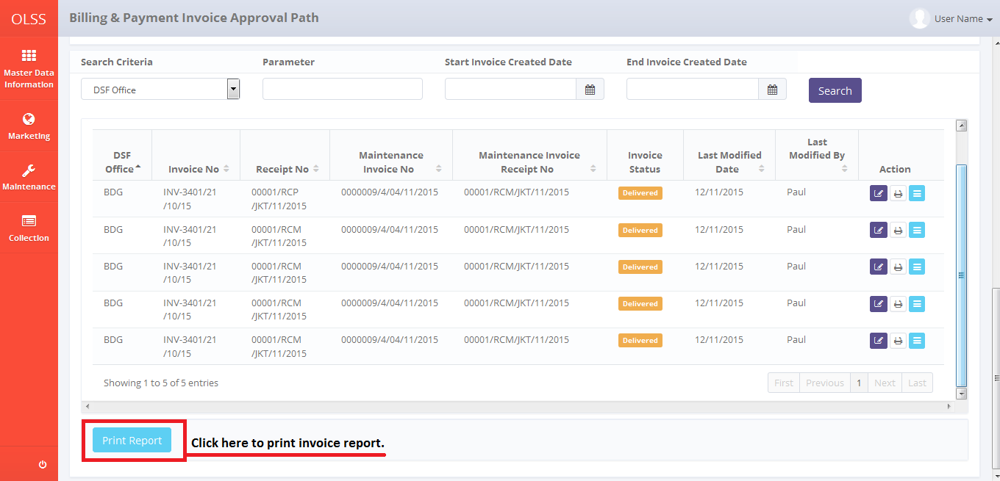 OLSS
Billing & Payment Invoice Approval Path
User Name
Master Data
Information
Marketing
Maintenance
Collection
Search Criteria
Parameter
Start Invoice Created Date
End Invoice Created Date
DSF Office
Search
DSF
Office
Invoice No
Receipt No
Maintenance
Invoice No
Maintenance Invoice
Receipt No
Invoice
Status
Last Modified
Date
Last
Modified By
Action
BDG
INV-3401/21
/10/15
00001/RCP
/JKT/11/2015
0000009/4/04/11/2015
00001/RCM/JKT/11/2015
Delivered
12/11/2015
Paul
BDG
INV-3401/21
/10/15
00001/RCM
/JKT/11/2015
0000009/4/04/11/2015
00001/RCM/JKT/11/2015
Delivered
12/11/2015
Paul
BDG
INV-3401/21
/10/15
00001/RCM
/JKT/11/2015
0000009/4/04/11/2015
00001/RCM/JKT/11/2015
Delivered
12/11/2015
Paul
BDG
INV-3401/21
/10/15
00001/RCM
/JKT/11/2015
0000009/4/04/11/2015
00001/RCM/JKT/11/2015
Delivered
12/11/2015
Paul
BDG
INV-3401/21
/10/15
00001/RCM
/JKT/11/2015
0000009/4/04/11/2015
00001/RCM/JKT/11/2015
Delivered
12/11/2015
Paul
Showing 1 to 5 of 5 entries
First
Previous
1
Next
Last
Print Report
Click here to print invoice report.